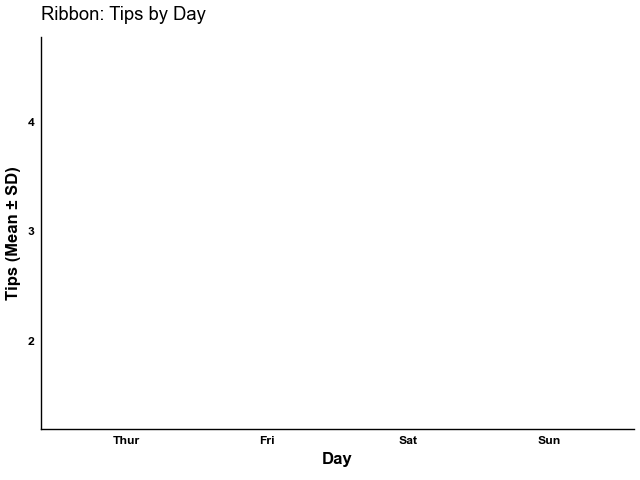 Ribbon: Tips by Day
Tips (Mean ± SD)
4
3
2
Thur Fri Sat Sun
Day